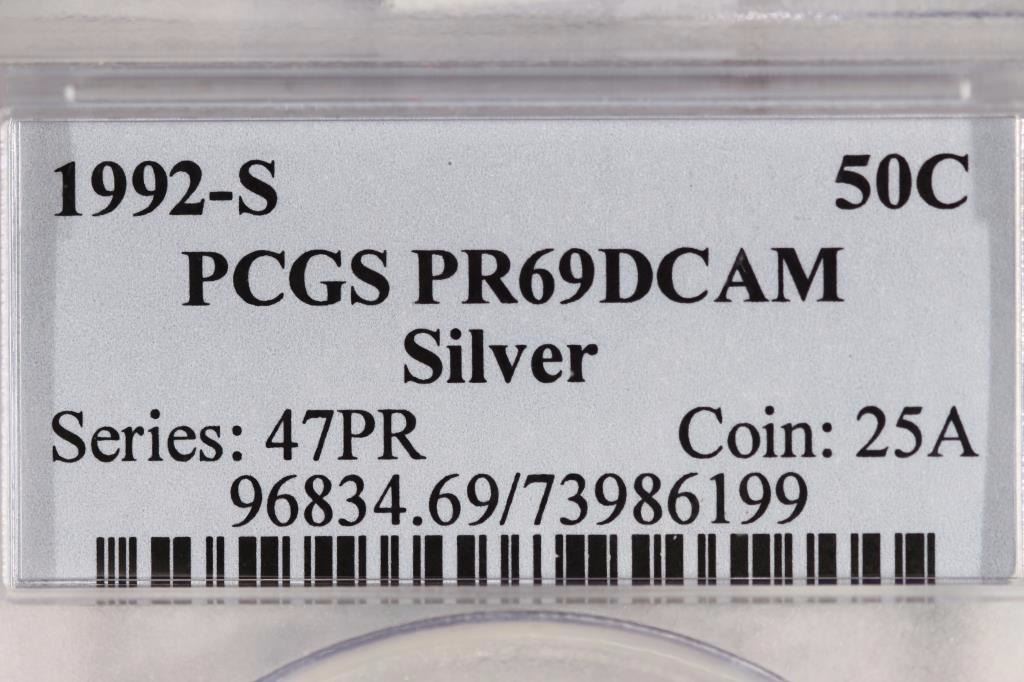 1992-S 50C
PCGS PR69DCAM
Silver
Series: 47PR Coin: 25A
96834.69/73986199